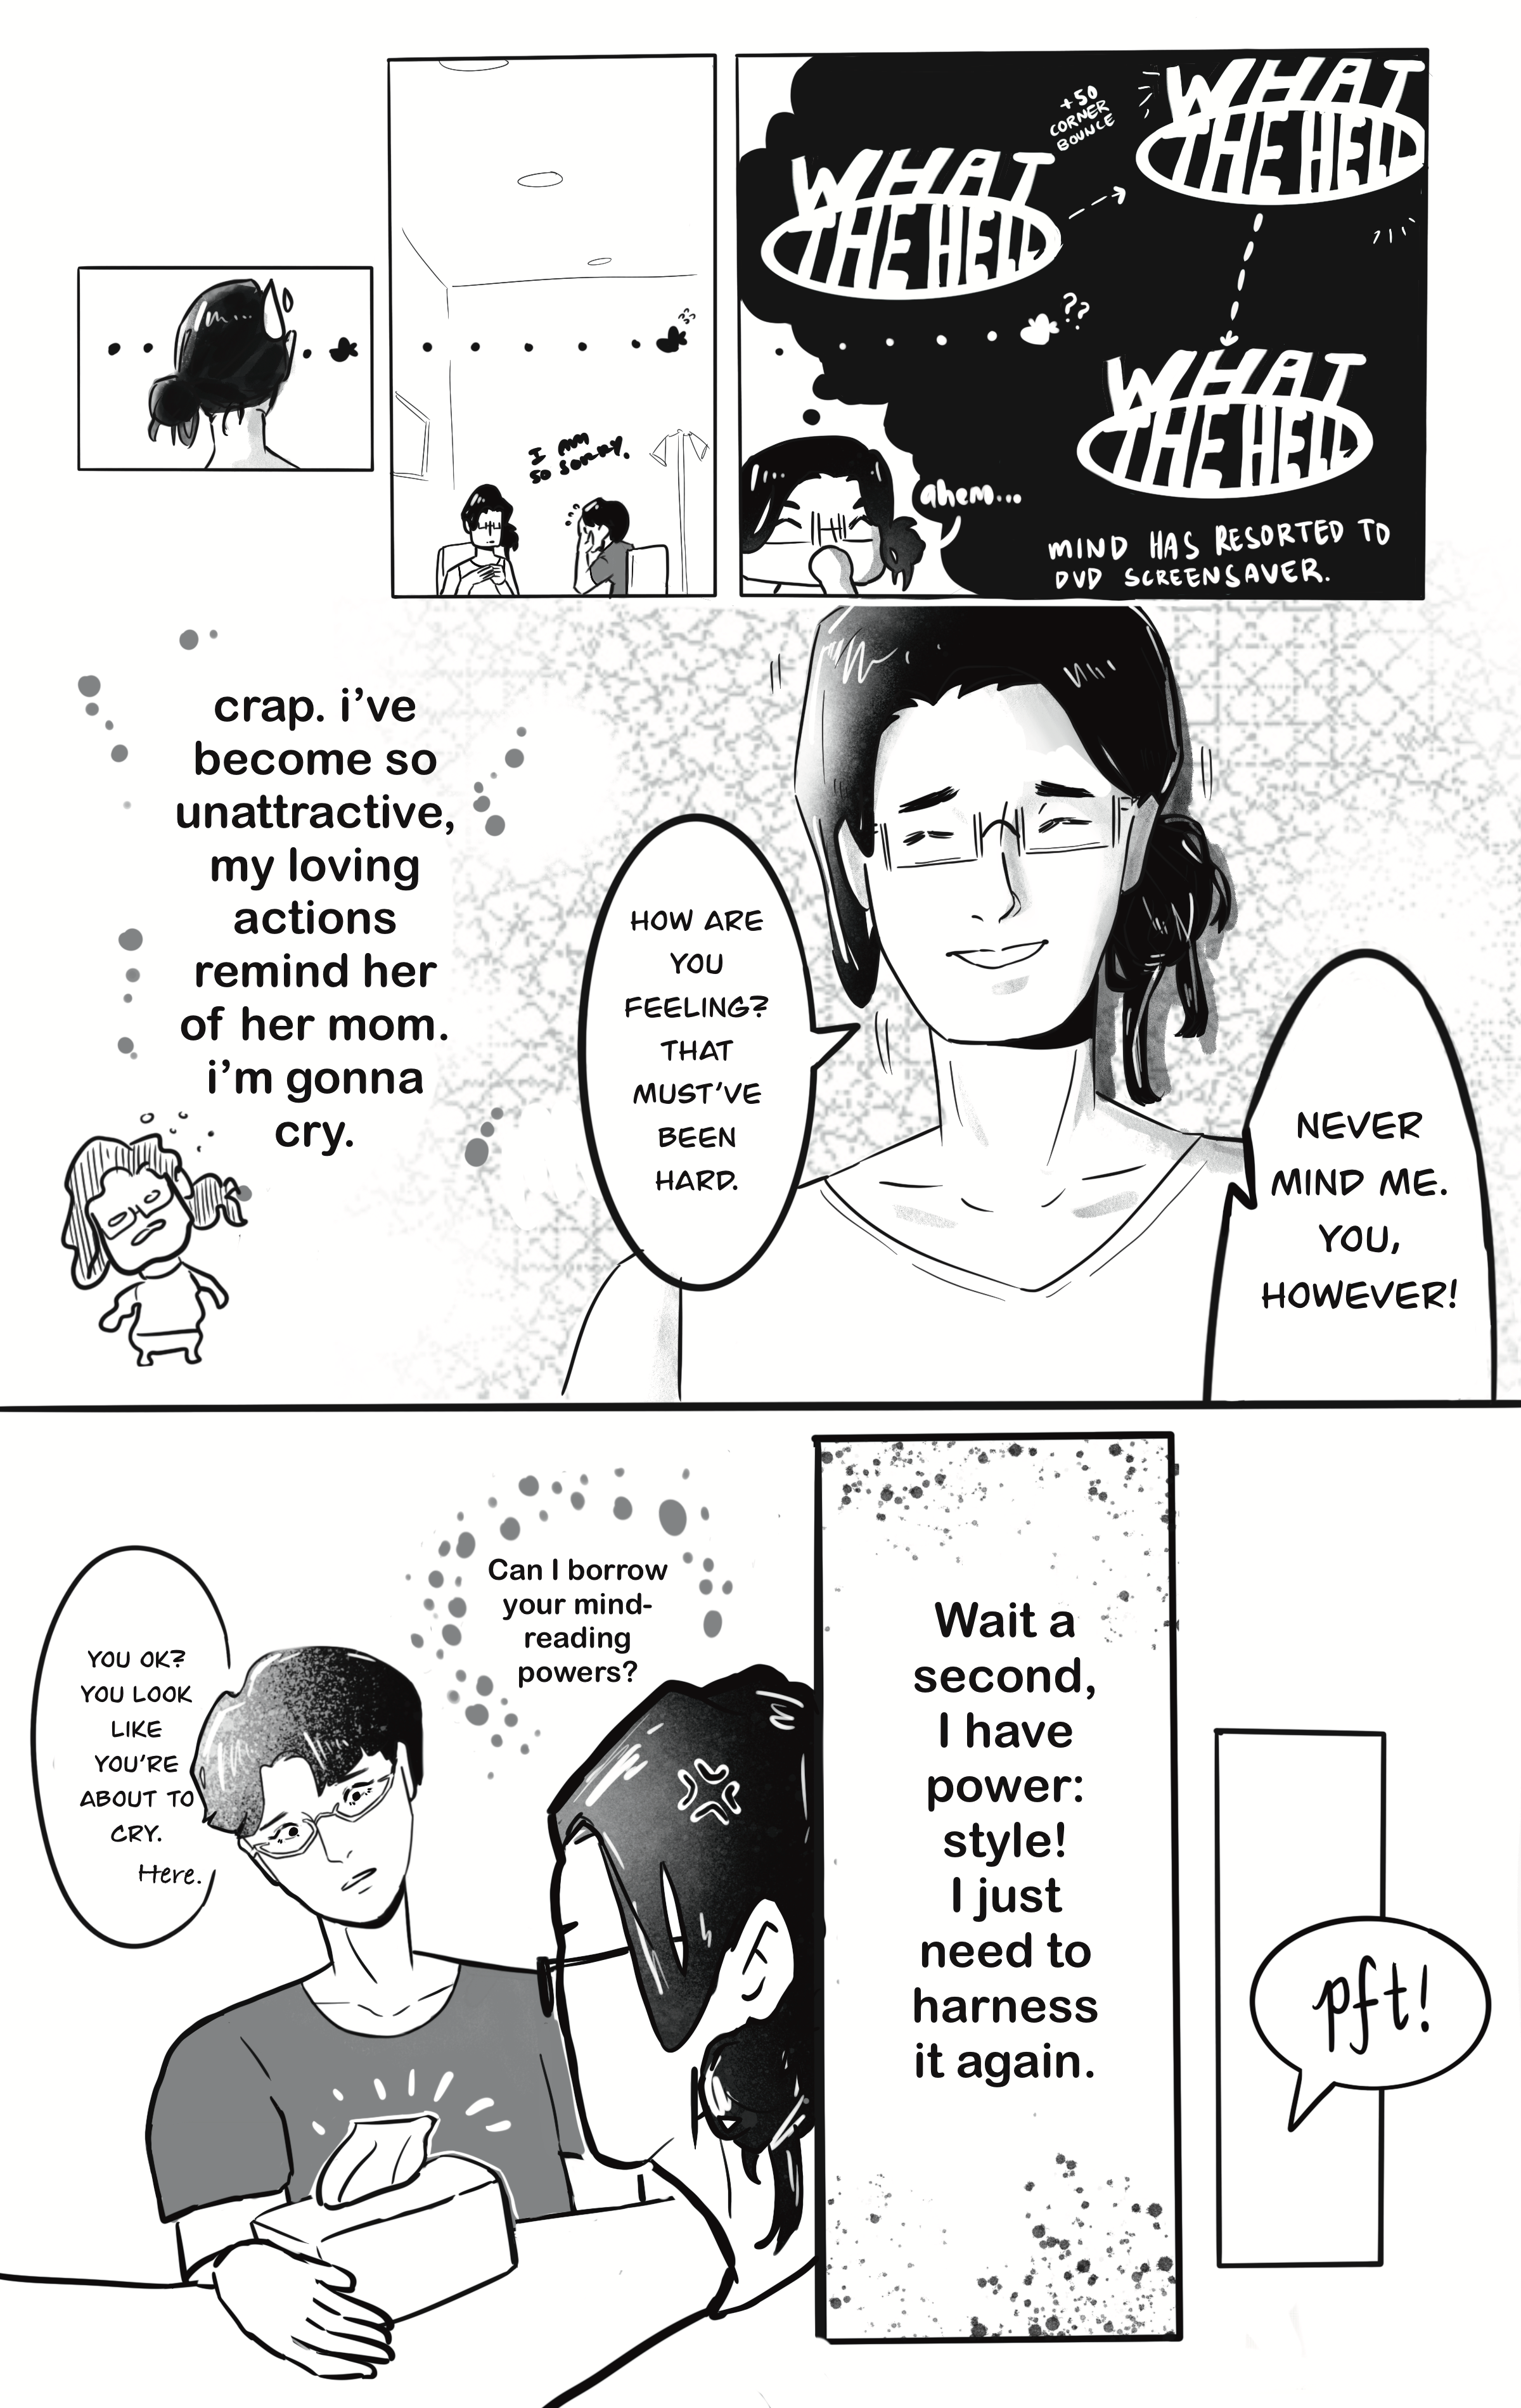 I AM
SO SORRY.
WHAT
THE HELL
+50
CORNER
BOUNCE
WHAT
THE HELL
??
WHAT
THE HELL
ahem...
MIND HAS RESORTED TO
DVD SCREENSAVER.
crap. i've
become so
unattractive,
my loving
actions
remind her
of her mom.
i'm gonna
cry.
HOW ARE
YOU
FEELING?
THAT
MUST'VE
BEEN
HARD.
NEVER
MIND ME.
YOU,
HOWEVER!
YOU OK?
YOU LOOK
LIKE
YOU'RE
ABOUT TO
CRY.
Here.
Can I borrow
your mind-
reading
powers?
Wait a
second,
I have
power:
style!
I just
need to
harness
it again.
pft!